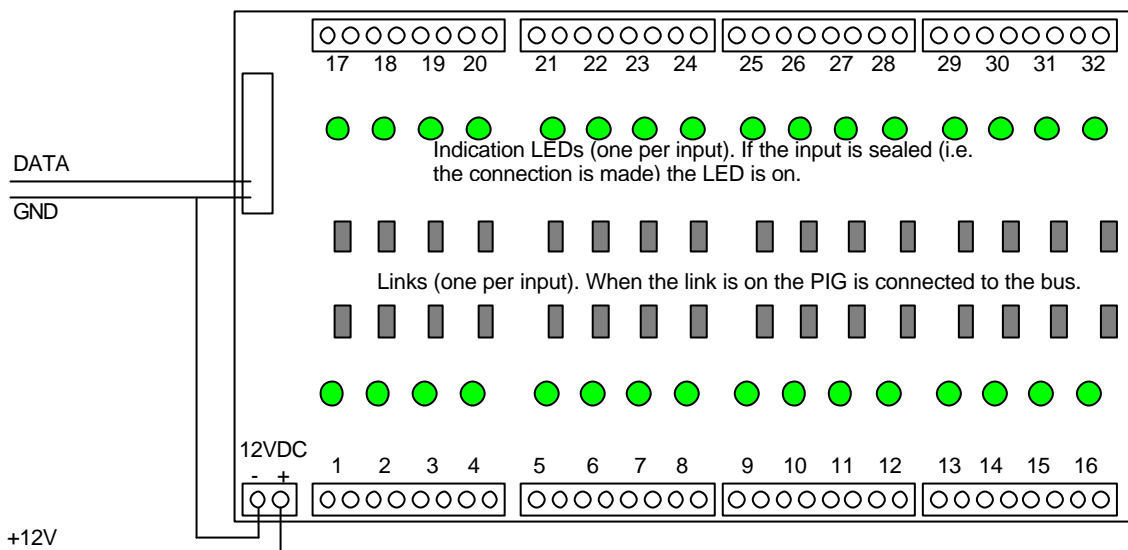 17 18 19 20 21 22 23 24 25 26 27 28 29 30 31 32
Indication LEDs (one per input). If the input is sealed (i.e.
the connection is made) the LED is on.
DATA
GND
Links (one per input). When the link is on the PIG is connected to the bus.
12VDC
- +
1 2 3 4 5 6 7 8 9 10 11 12 13 14 15 16
+12V